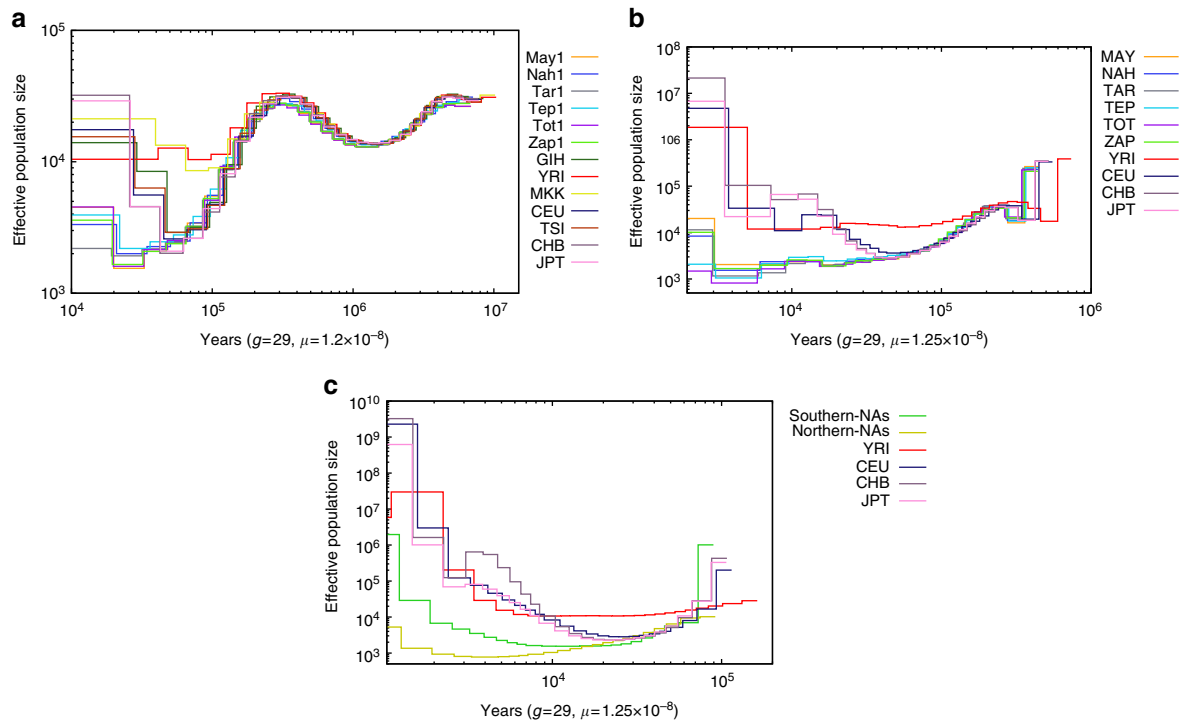 a
10^5
10^4
10^3
Effective population size
10^4
10^5
10^6
10^7
Years (g=29, μ=1.2×10^–8)
May1
Nah1
Tar1
Tep1
Tot1
Zap1
GIH
YRI
MKK
CEU
TSI
CHB
JPT
b
10^8
10^7
10^6
10^5
10^4
10^3
Effective population size
10^4
10^5
10^6
Years (g=29, μ=1.25×10^–8)
MAY
NAH
TAR
TEP
TOT
ZAP
YRI
CEU
CHB
JPT
c
10^10
10^9
10^8
10^7
10^6
10^5
10^4
10^3
Effective population size
10^4
10^5
Years (g=29, μ=1.25×10^–8)
Southern-NAs
Northern-NAs
YRI
CEU
CHB
JPT